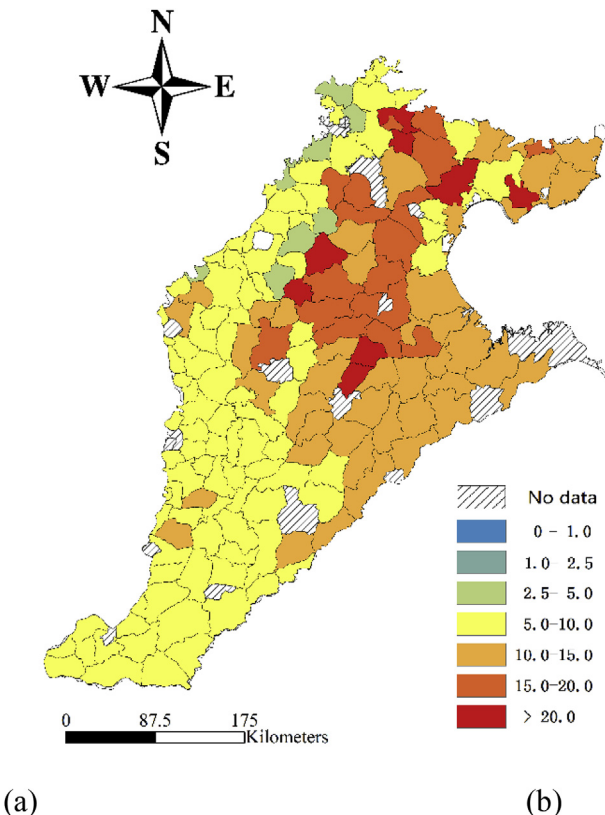 N
W E
S
No data
0 - 1.0
1.0- 2.5
2.5- 5.0
5.0-10.0
10.0-15.0
15.0-20.0
> 20.0
0 87.5 175
Kilometers
(a) (b)